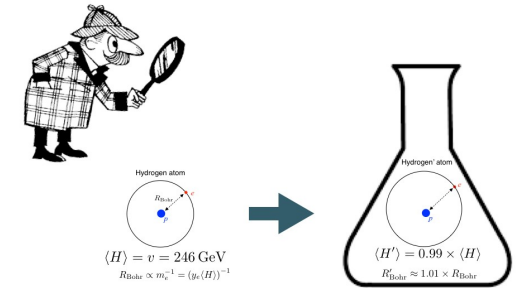 Hydrogen atom
R_Bohr
e
p
⟨H⟩ = v = 246 GeV
R_Bohr ∝ m_e^{-1} = (y_e⟨H⟩)^{-1}
Hydrogen' atom
e
p
⟨H'⟩ = 0.99 × ⟨H⟩
R'_Bohr ≈ 1.01 × R_Bohr